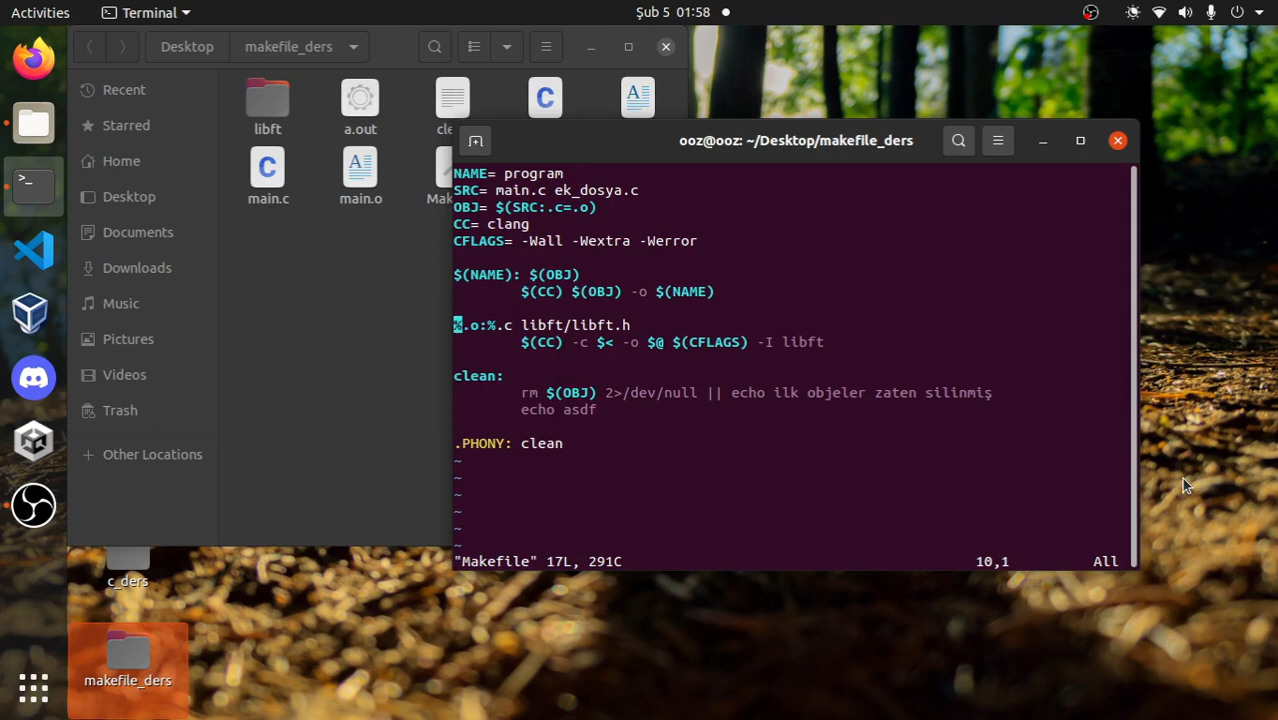 Activities
Terminal
Şub 5 01:58
Desktop
makefile_ders
Recent
Starred
Home
Desktop
Documents
Downloads
Music
Pictures
Videos
Trash
Other Locations
libft
a.out
main.c
main.o
c_ders
makefile_ders
ooz@ooz: ~/Desktop/makefile_ders
NAME= program
SRC= main.c ek_dosya.c
OBJ= $(SRC:.c=.o)
CC= clang
CFLAGS= -Wall -Wextra -Werror
$(NAME): $(OBJ)
$(CC) $(OBJ) -o $(NAME)
%.o:%.c libft/libft.h
$(CC) -c $< -o $@ $(CFLAGS) -I libft
clean:
rm $(OBJ) 2>/dev/null || echo ilk objeler zaten silinmiş
echo asdf
.PHONY: clean
~
~
~
~
~
~
"Makefile" 17L, 291C
10,1
All